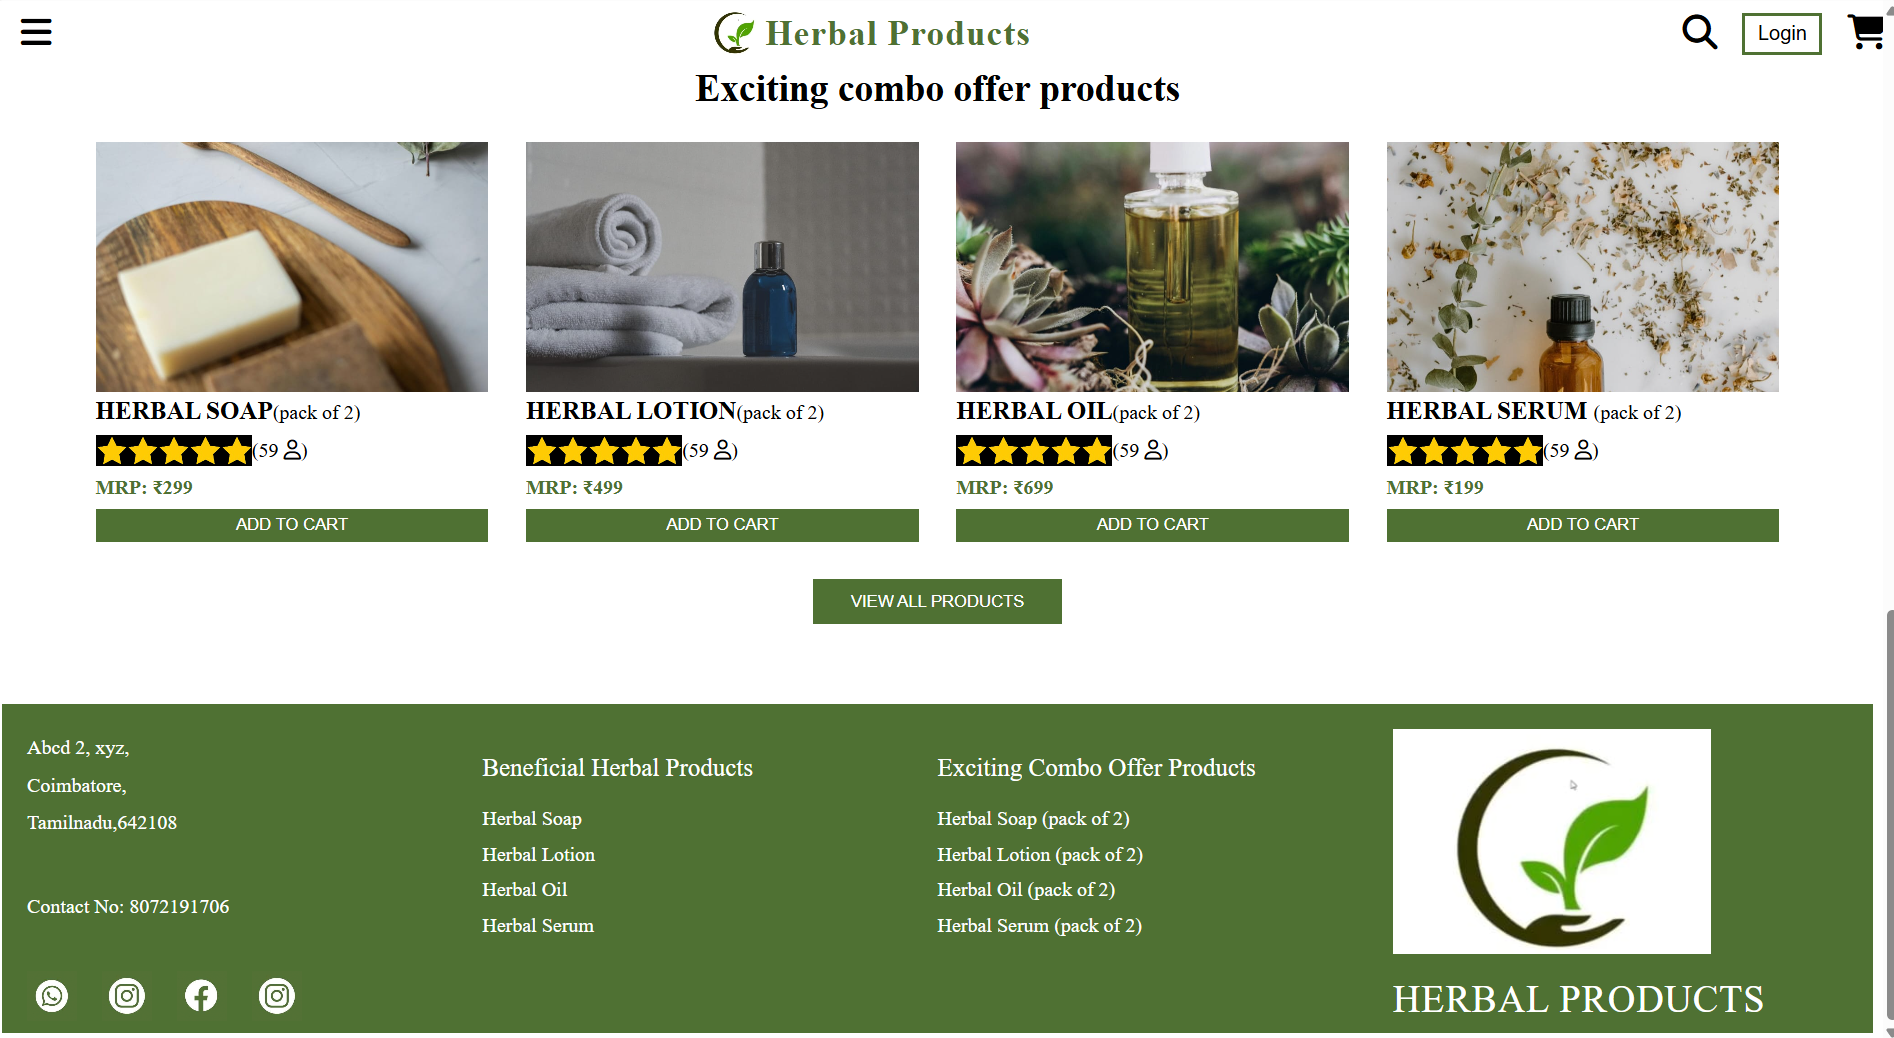 Herbal Products
Login
Exciting combo offer products
HERBAL SOAP(pack of 2)
(59)
MRP: ₹299
ADD TO CART
HERBAL LOTION(pack of 2)
(59)
MRP: ₹499
ADD TO CART
HERBAL OIL(pack of 2)
(59)
MRP: ₹699
ADD TO CART
HERBAL SERUM (pack of 2)
(59)
MRP: ₹199
ADD TO CART
VIEW ALL PRODUCTS
Abcd 2, xyz,
Coimbatore,
Tamilnadu,642108
Contact No: 8072191706
Beneficial Herbal Products
Herbal Soap
Herbal Lotion
Herbal Oil
Herbal Serum
Exciting Combo Offer Products
Herbal Soap (pack of 2)
Herbal Lotion (pack of 2)
Herbal Oil (pack of 2)
Herbal Serum (pack of 2)
HERBAL PRODUCTS